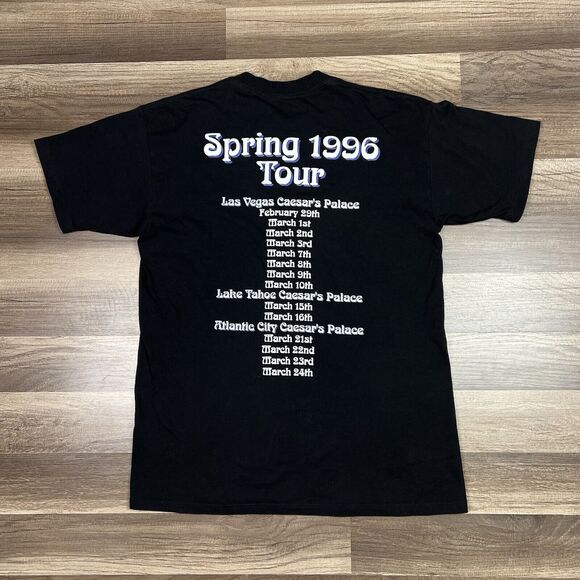 Spring 1996
Tour
Las Vegas Caesar's Palace
February 29th
March 1st
March 2nd
March 3rd
March 7th
March 8th
March 9th
March 10th
Lake Tahoe Caesar's Palace
March 15th
March 16th
Atlantic City Caesar's Palace
March 21st
March 22nd
March 23rd
March 24th